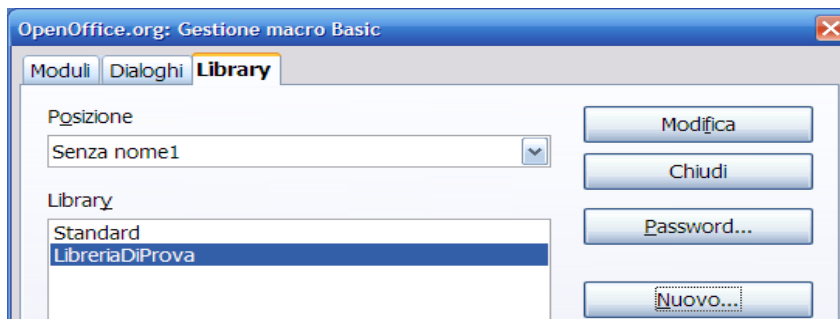 OpenOffice.org: Gestione macro Basic
Moduli Dialoghi Library
Posizione
Senza nome1
Library
Standard
LibreriaDiProva
Modifica
Chiudi
Password...
Nuovo...